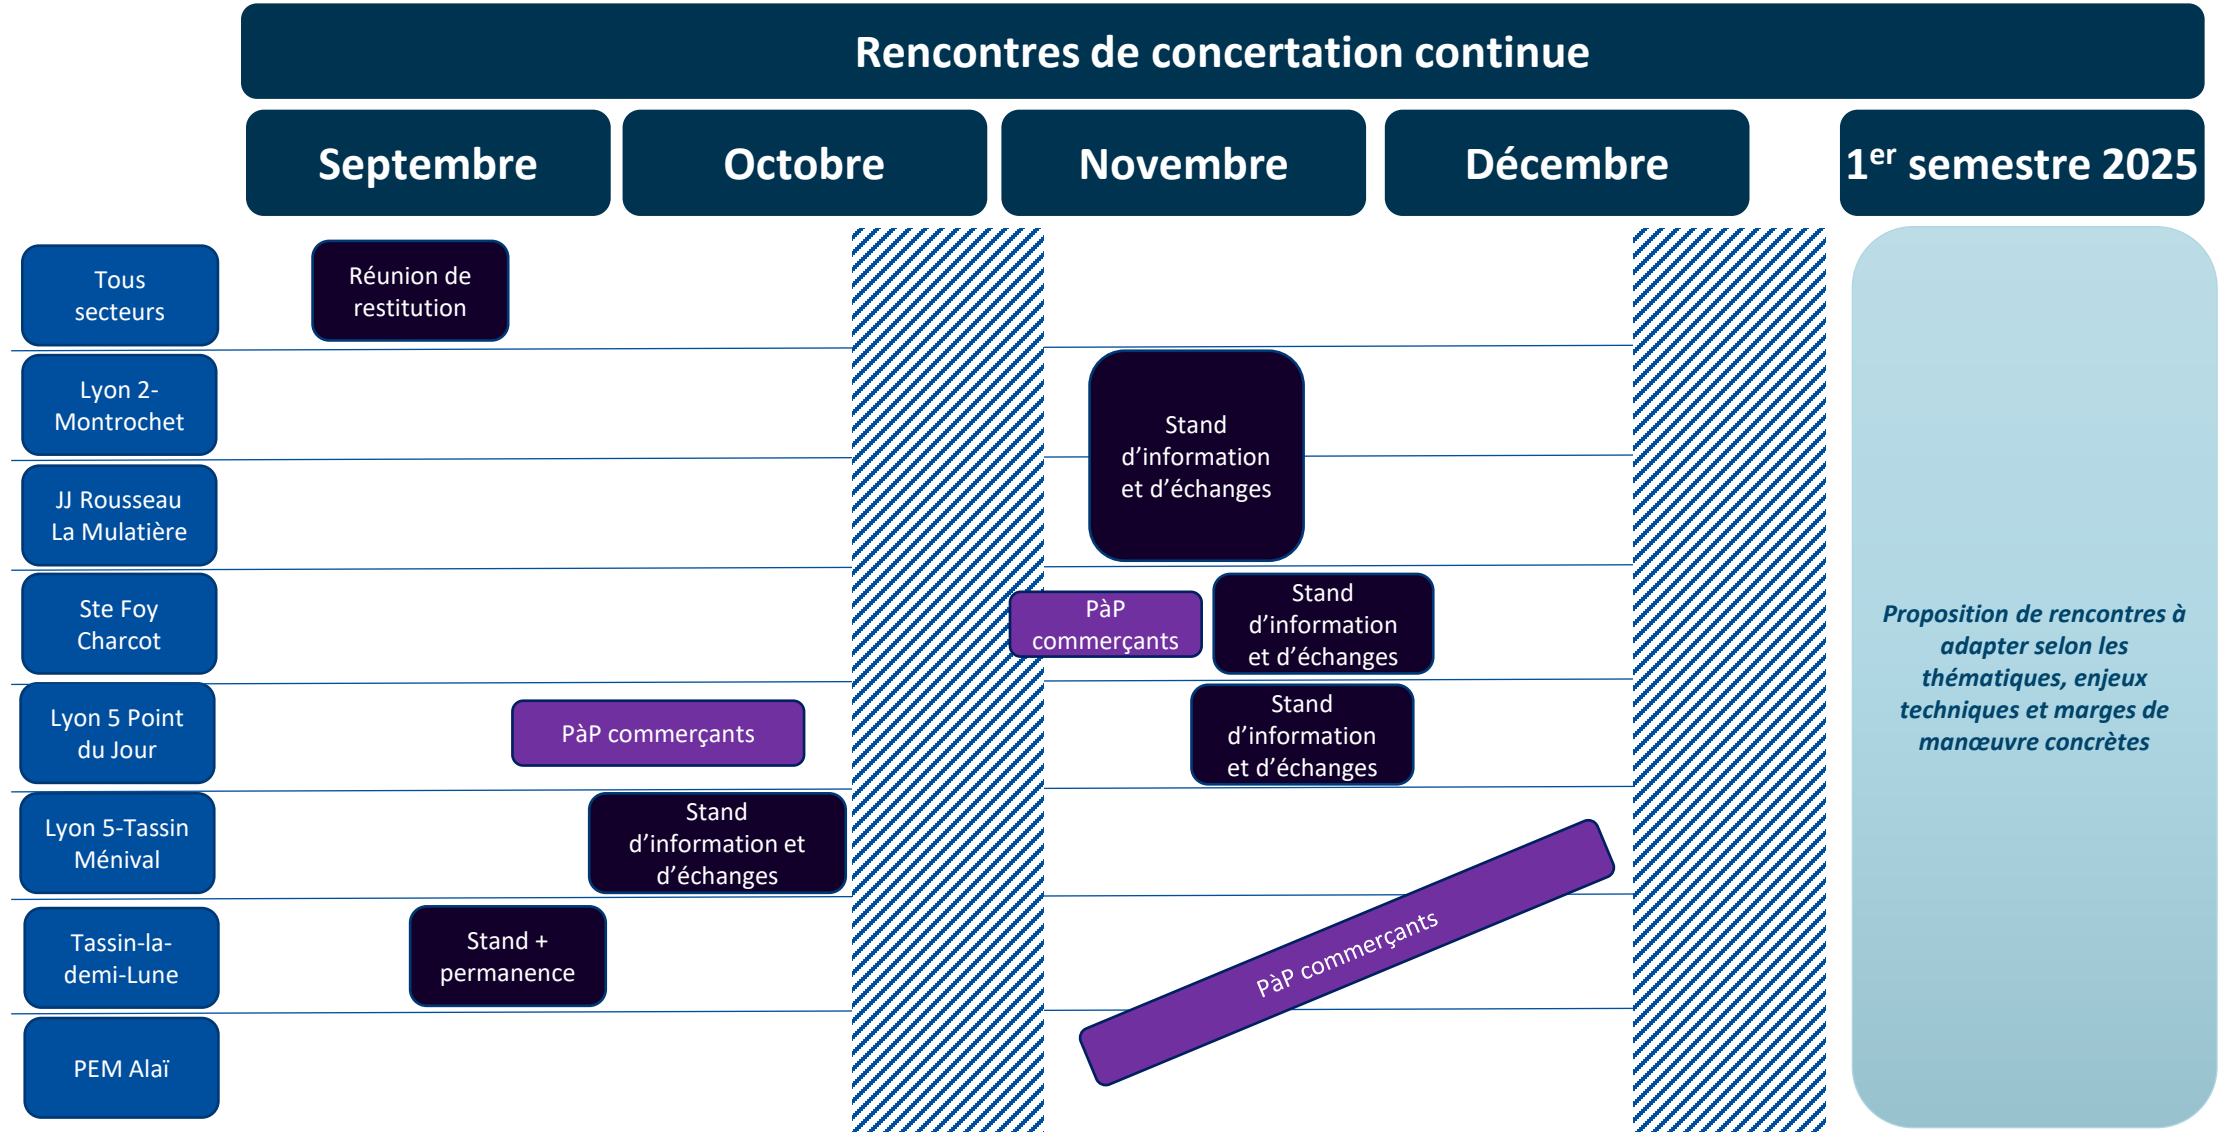 Rencontres de concertation continue
Septembre
Octobre
Novembre
Décembre
1er semestre 2025
Tous
secteurs
Réunion de
restitution
Lyon 2-
Montrochet
Stand
d'information
et d'échanges
JJ Rousseau
La Mulatière
Ste Foy
Charcot
PàP
commerçants
Stand
d'information
et d'échanges
Lyon 5 Point
du Jour
PàP commerçants
Stand
d'information
et d'échanges
Lyon 5-Tassin
Ménival
Stand
d'information et
d'échanges
Tassin-la-
demi-Lune
Stand +
permanence
PàP commerçants
PEM Alaï
Proposition de rencontres à
adapter selon les
thématiques, enjeux
techniques et marges de
manœuvre concrètes